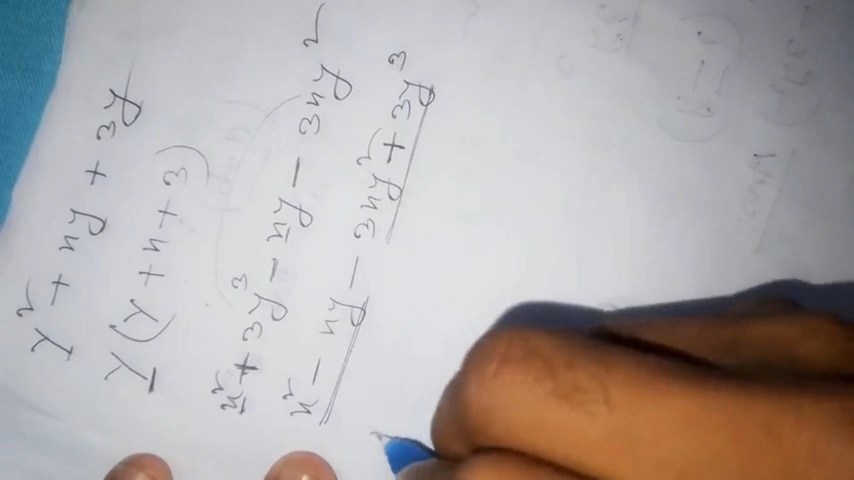 y² + xy + 3y
y(y + x + 3)
x² + 3y³ - xy - 3xy²
x² - xy - 3xy² + 3y³